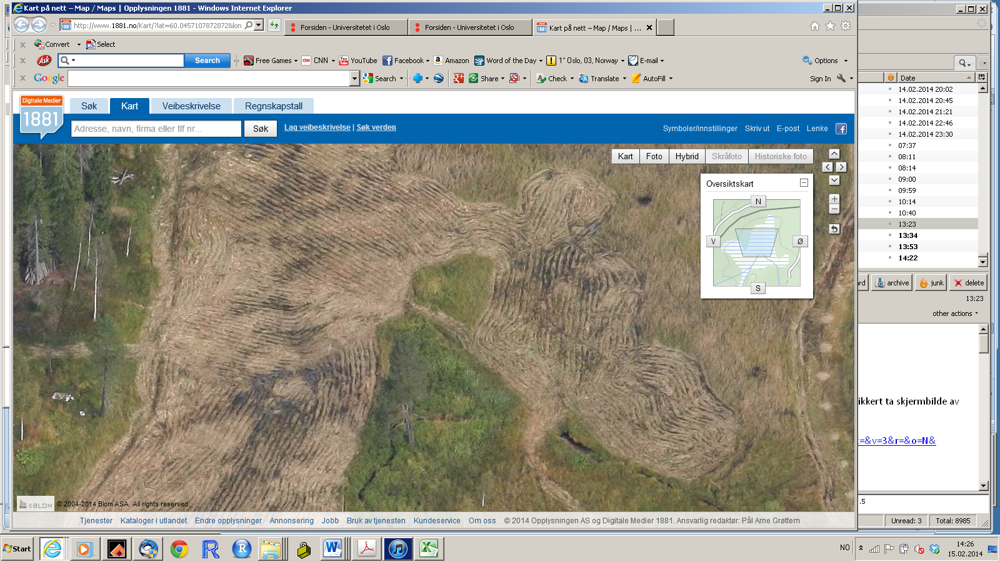 Kart på nett – Map / Maps | Opplysningen 1881 - Windows Internet Explorer
http://www.1881.no/Kart/?lat=60.0457107872872&lon
Forsiden - Universitetet i Oslo
Forsiden - Universitetet i Oslo
Kart på nett – Map / Maps | ...
Convert
Select
Ask
Search
Free Games
CNN
YouTube
Facebook
Amazon
Word of the Day
1° Oslo, 03, Norway
E-mail
Options
Google
Search
Share
Check
Translate
AutoFill
Sign In
Digitale Medier
1881
Søk
Kart
Veibeskrivelse
Regnskapstall
Adresse, navn, firma eller tlf nr...
Søk
Lag veibeskrivelse | Søk verden
Symboler/innstillinger
Skriv ut
E-post
Lenke
Kart
Foto
Hybrid
Skråfoto
Historiske foto
Oversiktskart
N
V
Ø
S
©BLOM
© 2004-2014 Blom ASA. All rights reserved.
Tjenester
Kataloger i utlandet
Endre opplysninger
Annonsering
Jobb
Bruk av tjenesten
Kundeservice
Om oss
© 2014 Opplysningen AS og Digitale Medier 1881. Ansvarlig redaktør: Pål Arne Grøttem
Date
14.02.2014 20:02
14.02.2014 20:45
14.02.2014 21:21
14.02.2014 22:46
14.02.2014 23:30
07:37
08:11
08:14
09:00
09:59
10:14
10:40
13:23
13:34
13:53
14:22
rd
archive
junk
delete
13:23
other actions
ikkert ta skjermbilde av
=&v=3&r=&o=N&
.5
Unread: 3
Total: 8985
Start
NO
14:26
15.02.2014